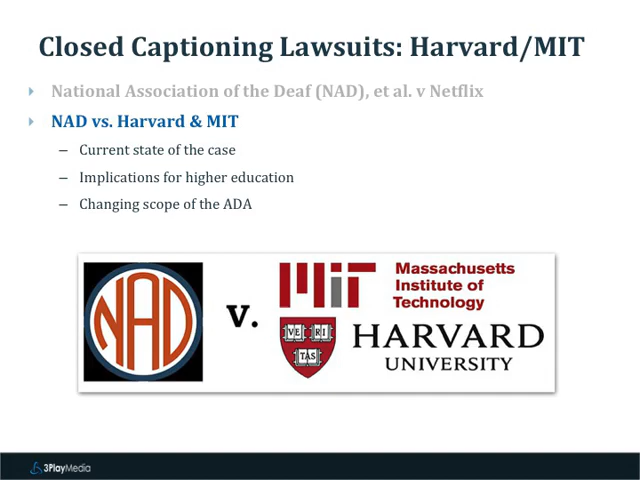 Closed Captioning Lawsuits: Harvard/MIT
National Association of the Deaf (NAD), et al. v Netflix
NAD vs. Harvard & MIT
– Current state of the case
– Implications for higher education
– Changing scope of the ADA
NAD
v.
MIT
Massachusetts
Institute of
Technology
VE RI
TAS
HARVARD
UNIVERSITY
3PlayMedia